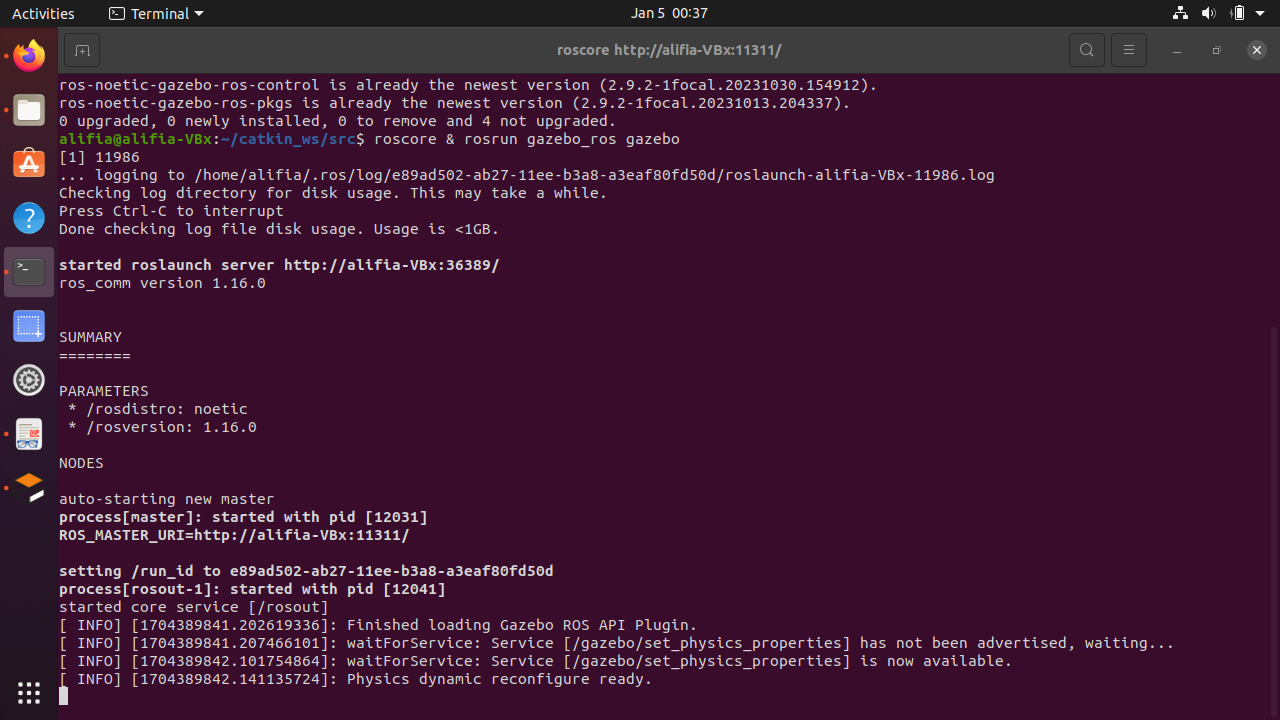 Activities Terminal Jan 5 00:37
roscore http://alifia-VBx:11311/
ros-noetic-gazebo-ros-control is already the newest version (2.9.2-1focal.20231030.154912).
ros-noetic-gazebo-ros-pkgs is already the newest version (2.9.2-1focal.20231013.204337).
0 upgraded, 0 newly installed, 0 to remove and 4 not upgraded.
alifia@alifia-VBx:~/catkin_ws/src$ roscore & rosrun gazebo_ros gazebo
[1] 11986
... logging to /home/alifia/.ros/log/e89ad502-ab27-11ee-b3a8-a3eaf80fd50d/roslaunch-alifia-VBx-11986.log
Checking log directory for disk usage. This may take a while.
Press Ctrl-C to interrupt
Done checking log file disk usage. Usage is <1GB.
started roslaunch server http://alifia-VBx:36389/
ros_comm version 1.16.0
SUMMARY
========
PARAMETERS
* /rosdistro: noetic
* /rosversion: 1.16.0
NODES
auto-starting new master
process[master]: started with pid [12031]
ROS_MASTER_URI=http://alifia-VBx:11311/
setting /run_id to e89ad502-ab27-11ee-b3a8-a3eaf80fd50d
process[rosout-1]: started with pid [12041]
started core service [/rosout]
[ INFO] [1704389841.202619336]: Finished loading Gazebo ROS API Plugin.
[ INFO] [1704389841.207466101]: waitForService: Service [/gazebo/set_physics_properties] has not been advertised, waiting...
[ INFO] [1704389842.101754864]: waitForService: Service [/gazebo/set_physics_properties] is now available.
[ INFO] [1704389842.141135724]: Physics dynamic reconfigure ready.